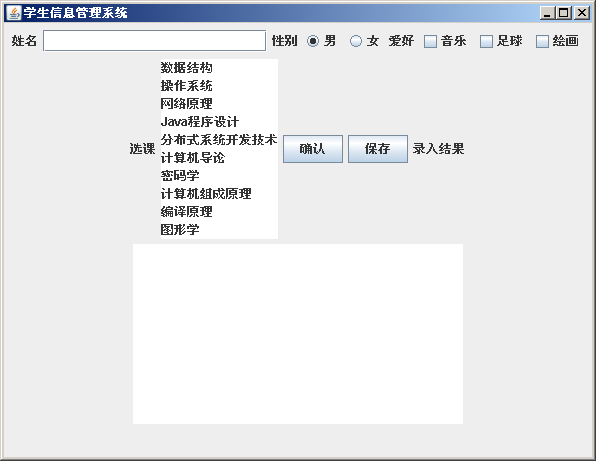 学生信息管理系统
姓名 性别 男 女 爱好 音乐 足球 绘画
数据结构
操作系统
网络原理
Java程序设计
分布式系统开发技术
选课 确认 保存 录入结果
计算机导论
密码学
计算机组成原理
编译原理
图形学